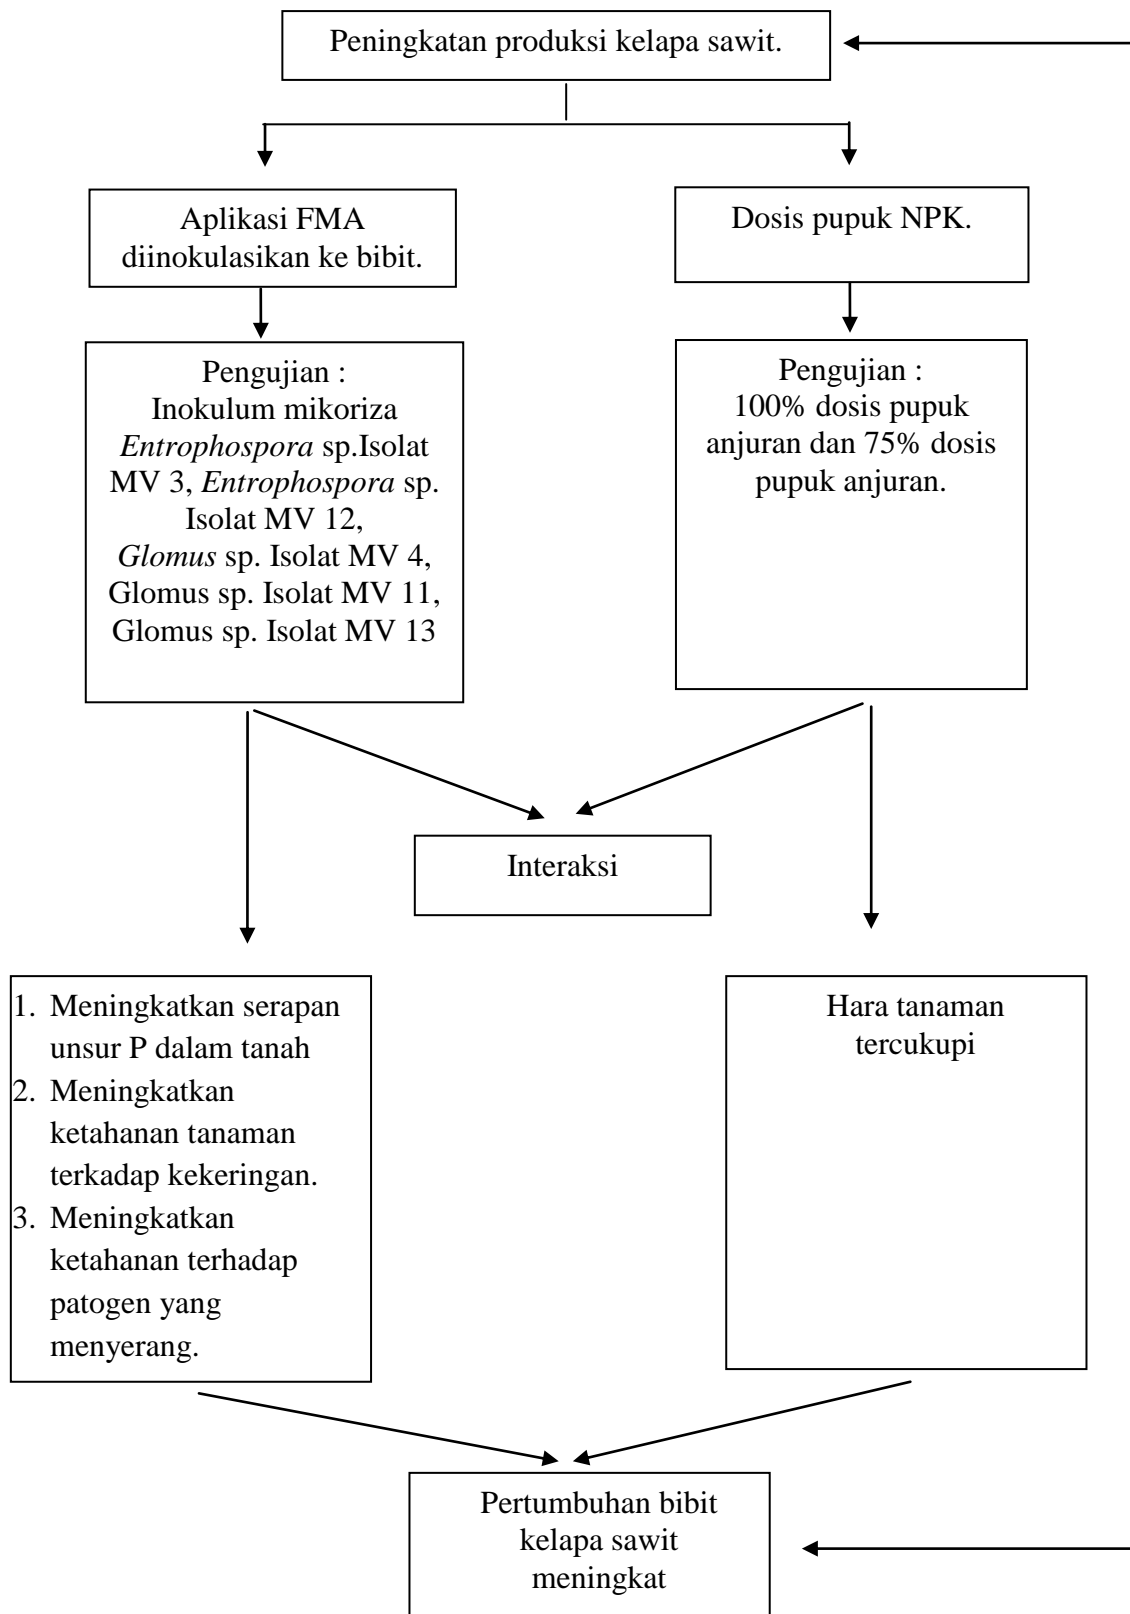 Peningkatan produksi kelapa sawit.
Aplikasi FMA
diinokulasikan ke bibit.
Dosis pupuk NPK.
Pengujian :
Inokulum mikoriza
Entrophospora sp.Isolat
MV 3, Entrophospora sp.
Isolat MV 12,
Glomus sp. Isolat MV 4,
Glomus sp. Isolat MV 11,
Glomus sp. Isolat MV 13
Pengujian :
100% dosis pupuk
anjuran dan 75% dosis
pupuk anjuran.
Interaksi
1. Meningkatkan serapan
unsur P dalam tanah
2. Meningkatkan
ketahanan tanaman
terkadap kekeringan.
3. Meningkatkan
ketahanan terhadap
patogen yang
menyerang.
Hara tanaman
tercukupi
Pertumbuhan bibit
kelapa sawit
meningkat